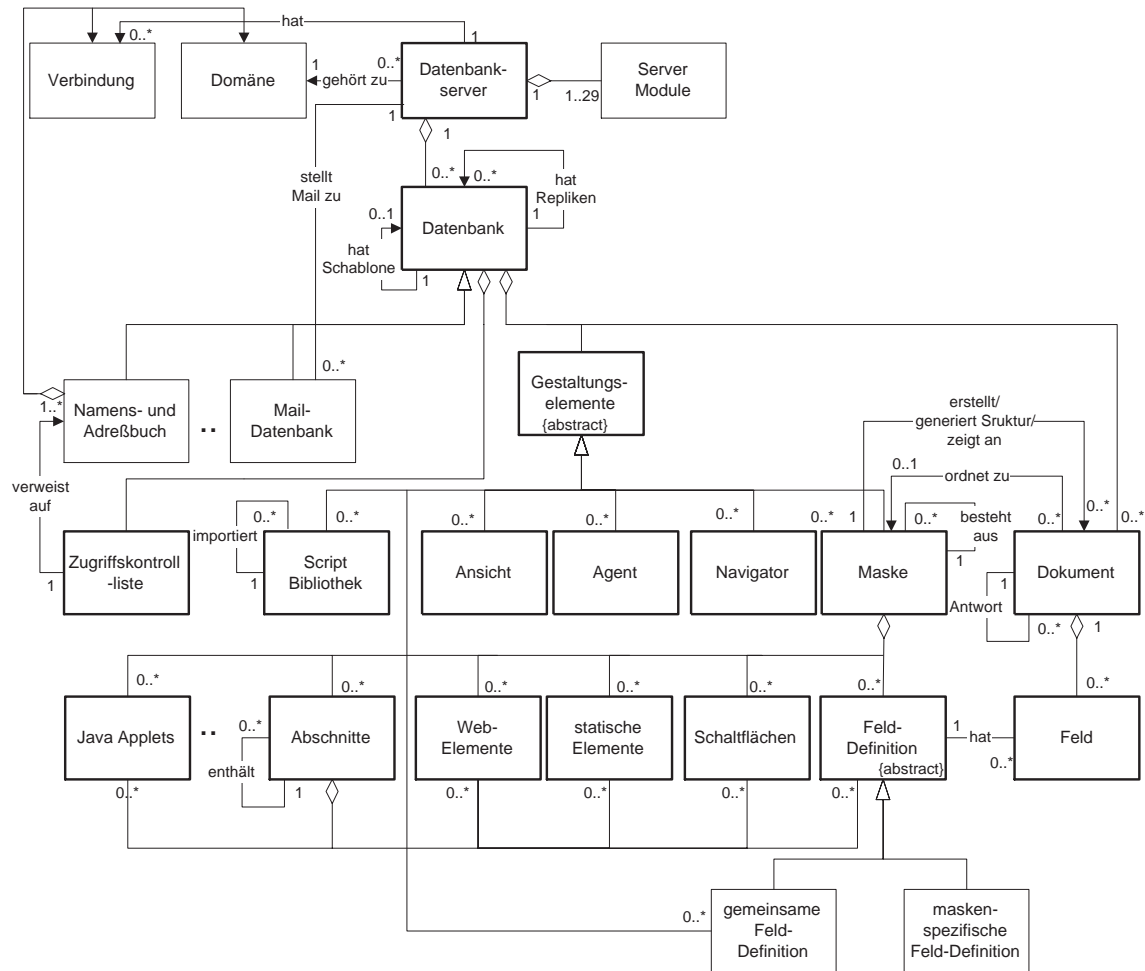 hat
0..*
1
Verbindung
Domäne
1
0..*
gehört zu
Datenbank-
server
1
1
1
1..29
Server
Module
stellt
Mail zu
0..*
0..*
hat
Repliken
0..1
Datenbank
1
hat
Schablone
1
0..*
1..*
Namens- und
Adreßbuch
..
Mail-
Datenbank
Gestaltungs-
elemente
{abstract}
erstellt/
generiert Sruktur/
zeigt an
verweist
auf
0..1
ordnet zu
importiert
0..*
0..*
0..*
0..*
0..*
0..*
1
0..*
besteht
aus
0..*
0..*
0..*
1
Zugriffskontroll
-liste
1
Script
Bibliothek
Ansicht
Agent
Navigator
Maske
1
1
Dokument
Antwort
0..*
1
0..*
0..*
0..*
0..*
0..*
0..*
0..*
Java Applets
..
0..*
Abschnitte
Web-
Elemente
statische
Elemente
Schaltflächen
Feld-
Definition
{abstract}
1
hat
0..*
Feld
enthält
1
0..*
0..*
0..*
0..*
0..*
0..*
gemeinsame
Feld-
Definition
masken-
spezifische
Feld-Definition